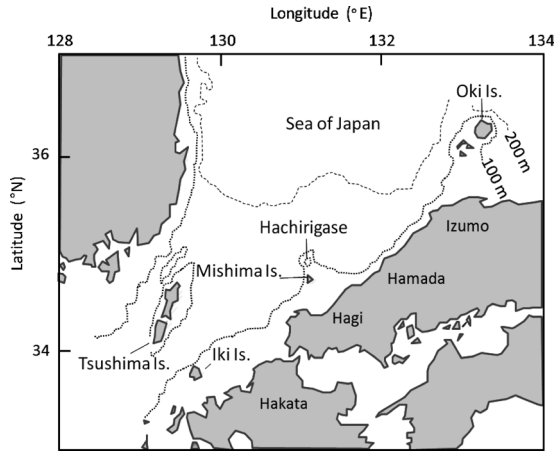 Longitude (°E)
128 130 132 134
Oki Is.
Sea of Japan
200 m
36
100 m
Latitude (°N)
Izumo
Hachirigase
Mishima Is.
Hamada
Hagi
34
Tsushima Is.
Iki Is.
Hakata